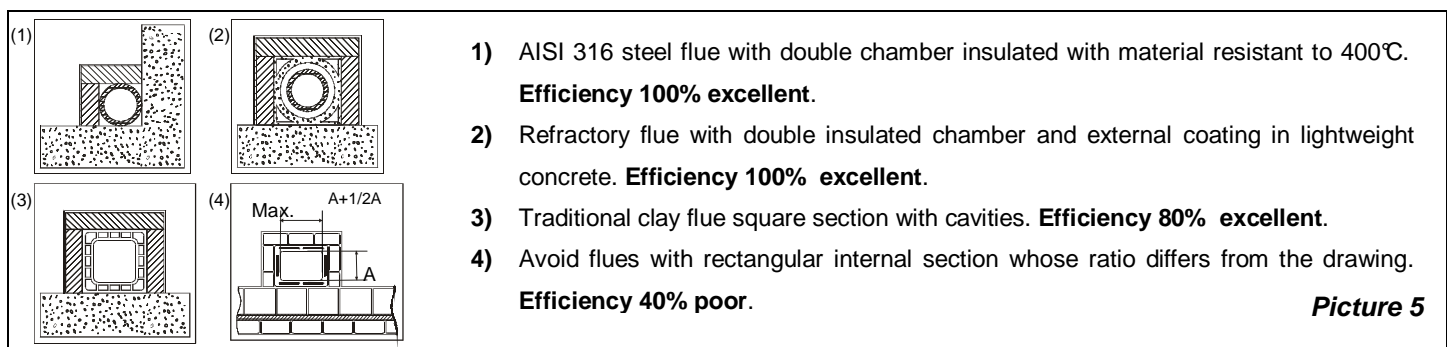 (1)
(2)
(3)
(4)
Max.
A+1/2A
A
1) AISI 316 steel flue with double chamber insulated with material resistant to 400°C.
Efficiency 100% excellent.
2) Refractory flue with double insulated chamber and external coating in lightweight
concrete. Efficiency 100% excellent.
3) Traditional clay flue square section with cavities. Efficiency 80% excellent.
4) Avoid flues with rectangular internal section whose ratio differs from the drawing.
Efficiency 40% poor.
Picture 5